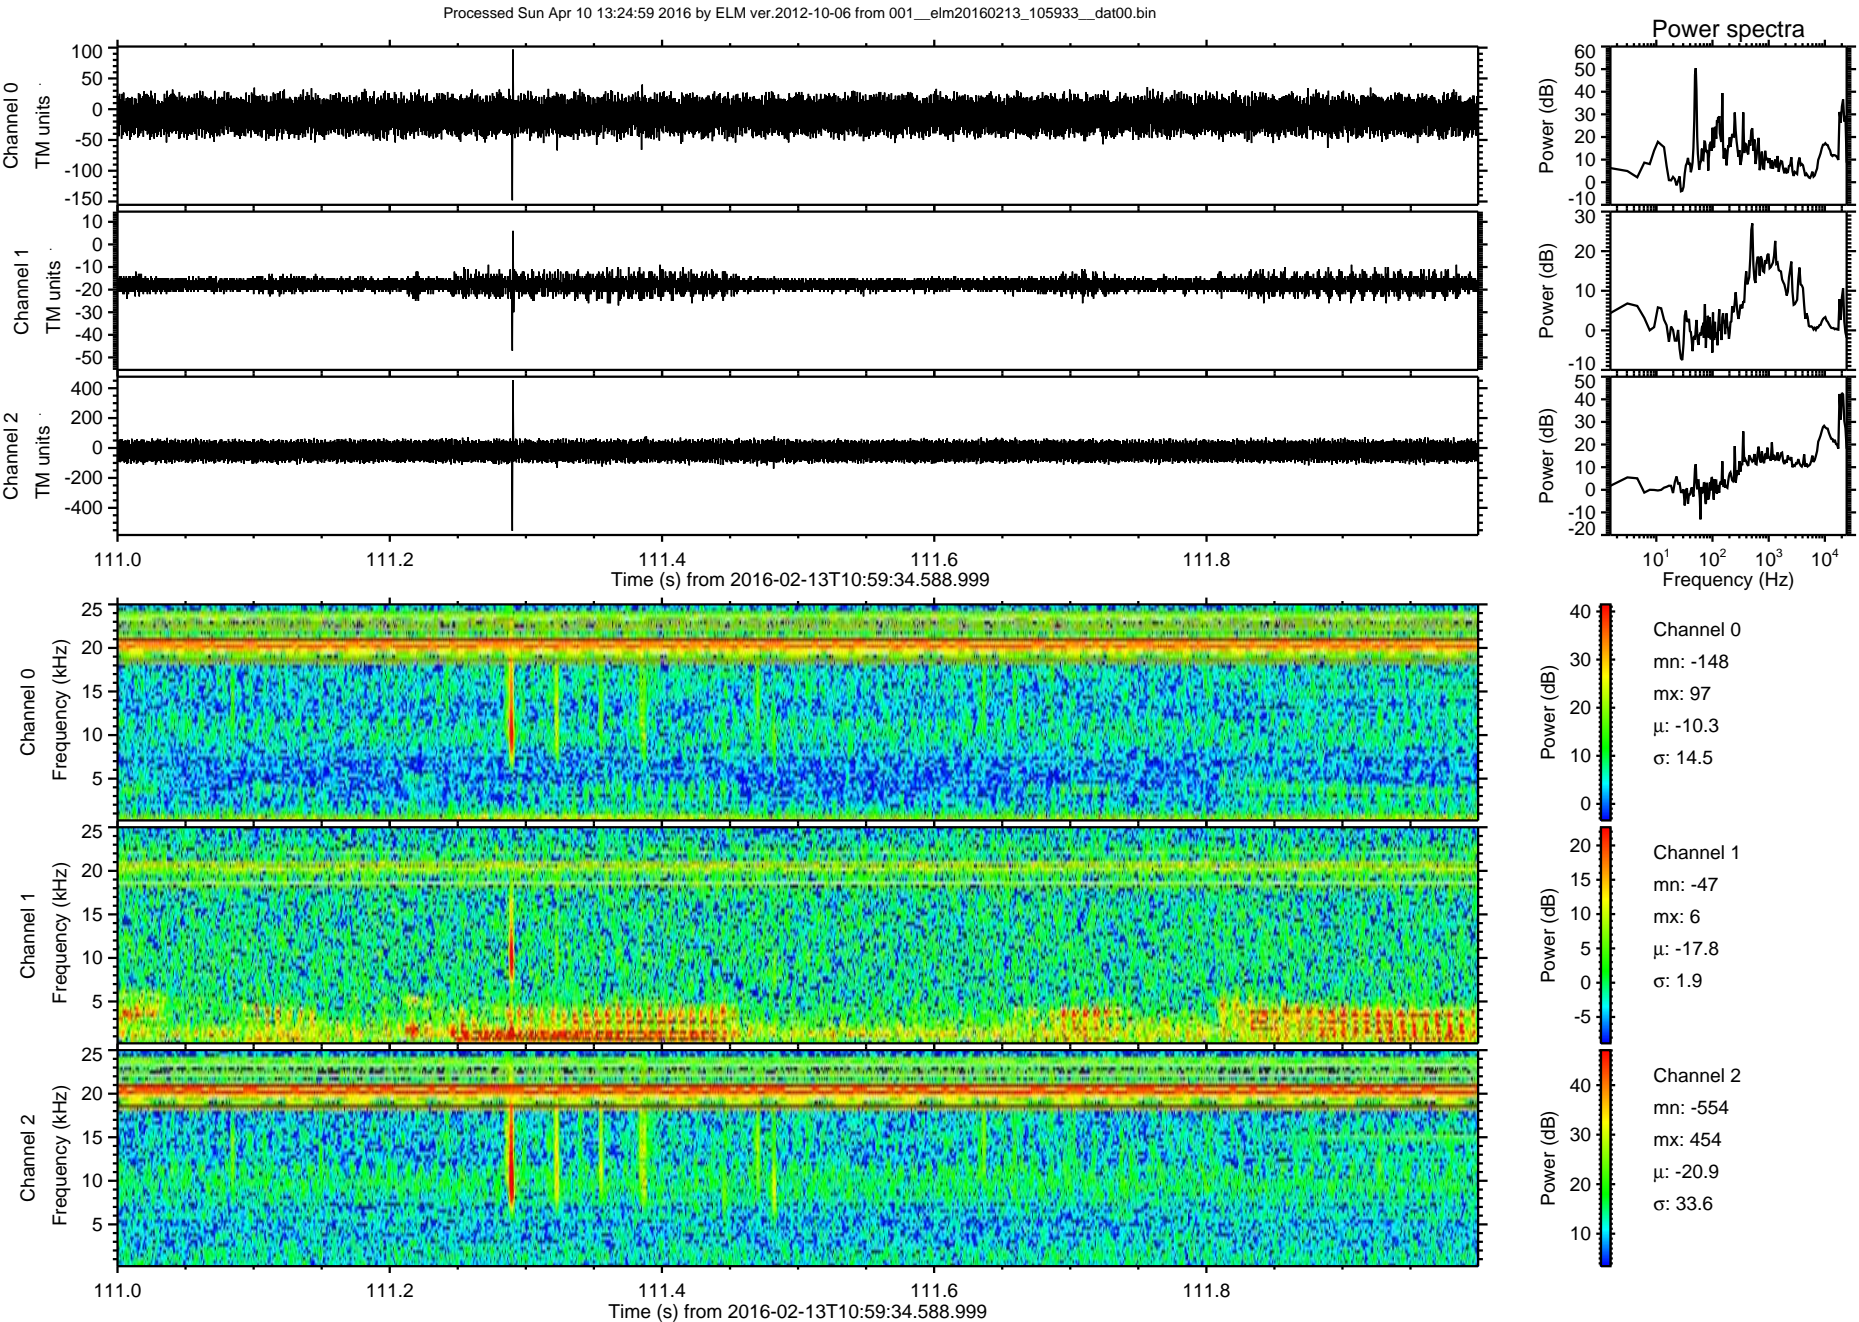 Processed Sun Apr 10 13:24:59 2016 by ELM ver.2012-10-06 from 001__elm20160213_105933__dat00.bin
Power spectra
Channel 0
TM units
100
50
0
-50
-100
-150
Power (dB)
60
50
40
30
20
10
0
-10
Channel 1
TM units
10
0
-10
-20
-30
-40
-50
Power (dB)
30
20
10
0
-10
Channel 2
TM units
400
200
0
-200
-400
Power (dB)
50
40
30
20
10
0
-10
-20
111.0 111.2 111.4 111.6 111.8
Time (s) from 2016-02-13T10:59:34.588.999
10¹ 10² 10³ 10⁴
Frequency (Hz)
Channel 0
Frequency (kHz)
25
20
15
10
5
Power (dB)
40
30
20
10
0
Channel 0
mn: -148
mx: 97
μ: -10.3
σ: 14.5
Channel 1
Frequency (kHz)
25
20
15
10
5
Power (dB)
20
15
10
5
0
-5
Channel 1
mn: -47
mx: 6
μ: -17.8
σ: 1.9
Channel 2
Frequency (kHz)
25
20
15
10
5
Power (dB)
40
30
20
10
Channel 2
mn: -554
mx: 454
μ: -20.9
σ: 33.6
111.0 111.2 111.4 111.6 111.8
Time (s) from 2016-02-13T10:59:34.588.999